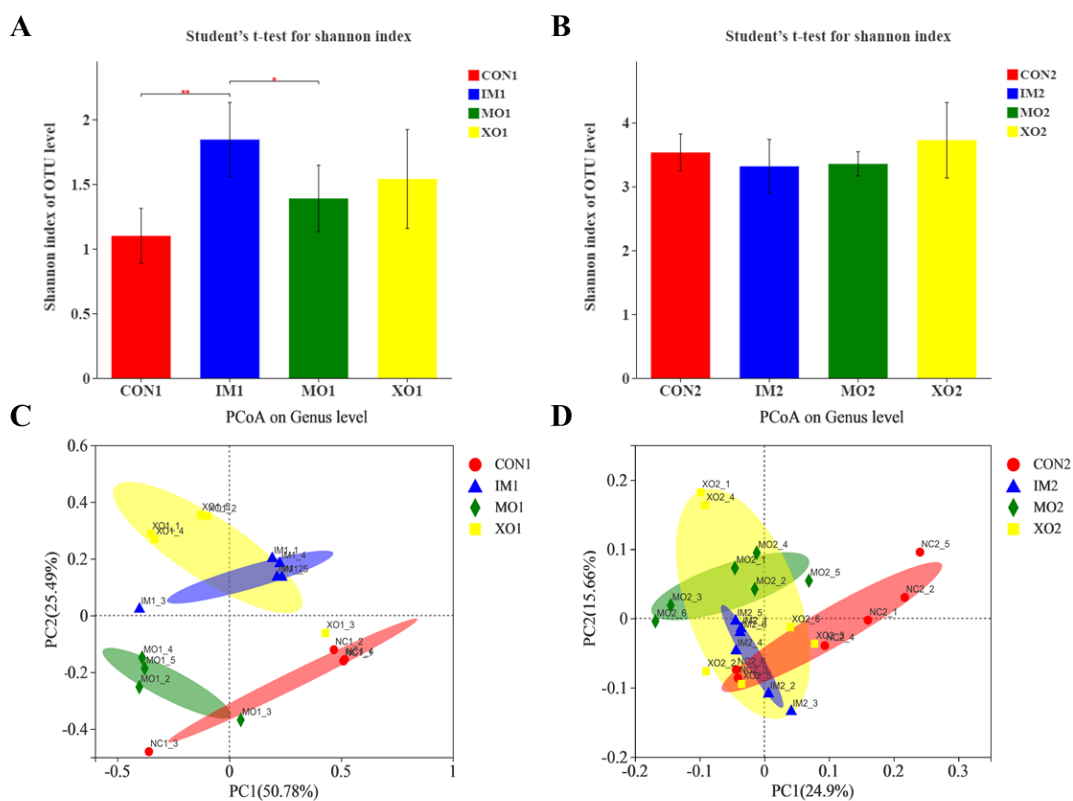 A
Student's t-test for shannon index
Shannon index of OTU level
2
1.5
1
0.5
0
CON1
IM1
MO1
XO1
**
*
CON1
IM1
MO1
XO1
B
Student's t-test for shannon index
Shannon index of OTU level
4
3
2
1
0
CON2
IM2
MO2
XO2
CON2
IM2
MO2
XO2
C
PCoA on Genus level
PC2(25.49%)
0.6
0.4
0.2
0
-0.2
-0.4
-0.5
0
0.5
1
PC1(50.78%)
CON1
IM1
MO1
XO1
XO1_1
XO1_4
IM1_1
IM1_4
IM1_3
XO1_3
NC1_2
MO1_4
MO1_5
MO1_2
MO1_3
NC1_3
D
PCoA on Genus level
PC2(15.66%)
0.2
0.1
0
-0.1
-0.2
-0.2
-0.1
0
0.1
0.2
0.3
PC1(24.9%)
CON2
IM2
MO2
XO2
XO2_1
XO2_4
MO2_4
MO2_1
MO2_5
MO2_2
MO2_3
MO2_6
NC2_5
NC2_2
NC2_1
IM2_5
XO2_6
NC2_4
IM2_4
XO2_2
NC2_6
IM2_2
IM2_3